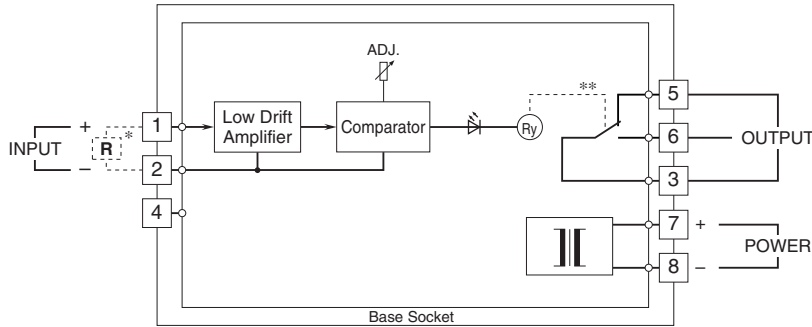 ADJ.
**
1
Low Drift
Amplifier
Comparator
Ry
5
+
R
*
INPUT
6
OUTPUT
−
2
3
4
7
+
POWER
8
−
Base Socket